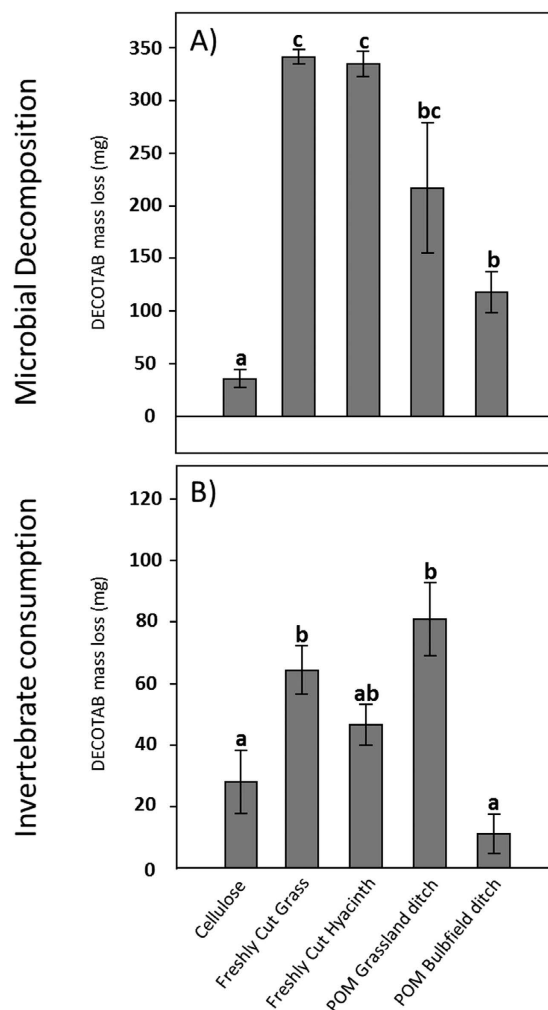 Microbial Decomposition
A)
DECOTAB mass loss (mg)
350
300
250
200
150
100
50
0
a
c
c
bc
b
Invertebrate consumption
B)
DECOTAB mass loss (mg)
120
100
80
60
40
20
0
a
b
ab
b
a
Cellulose
Freshly Cut Grass
Freshly Cut Hyacinth
POM Grassland ditch
POM Bulbfield ditch